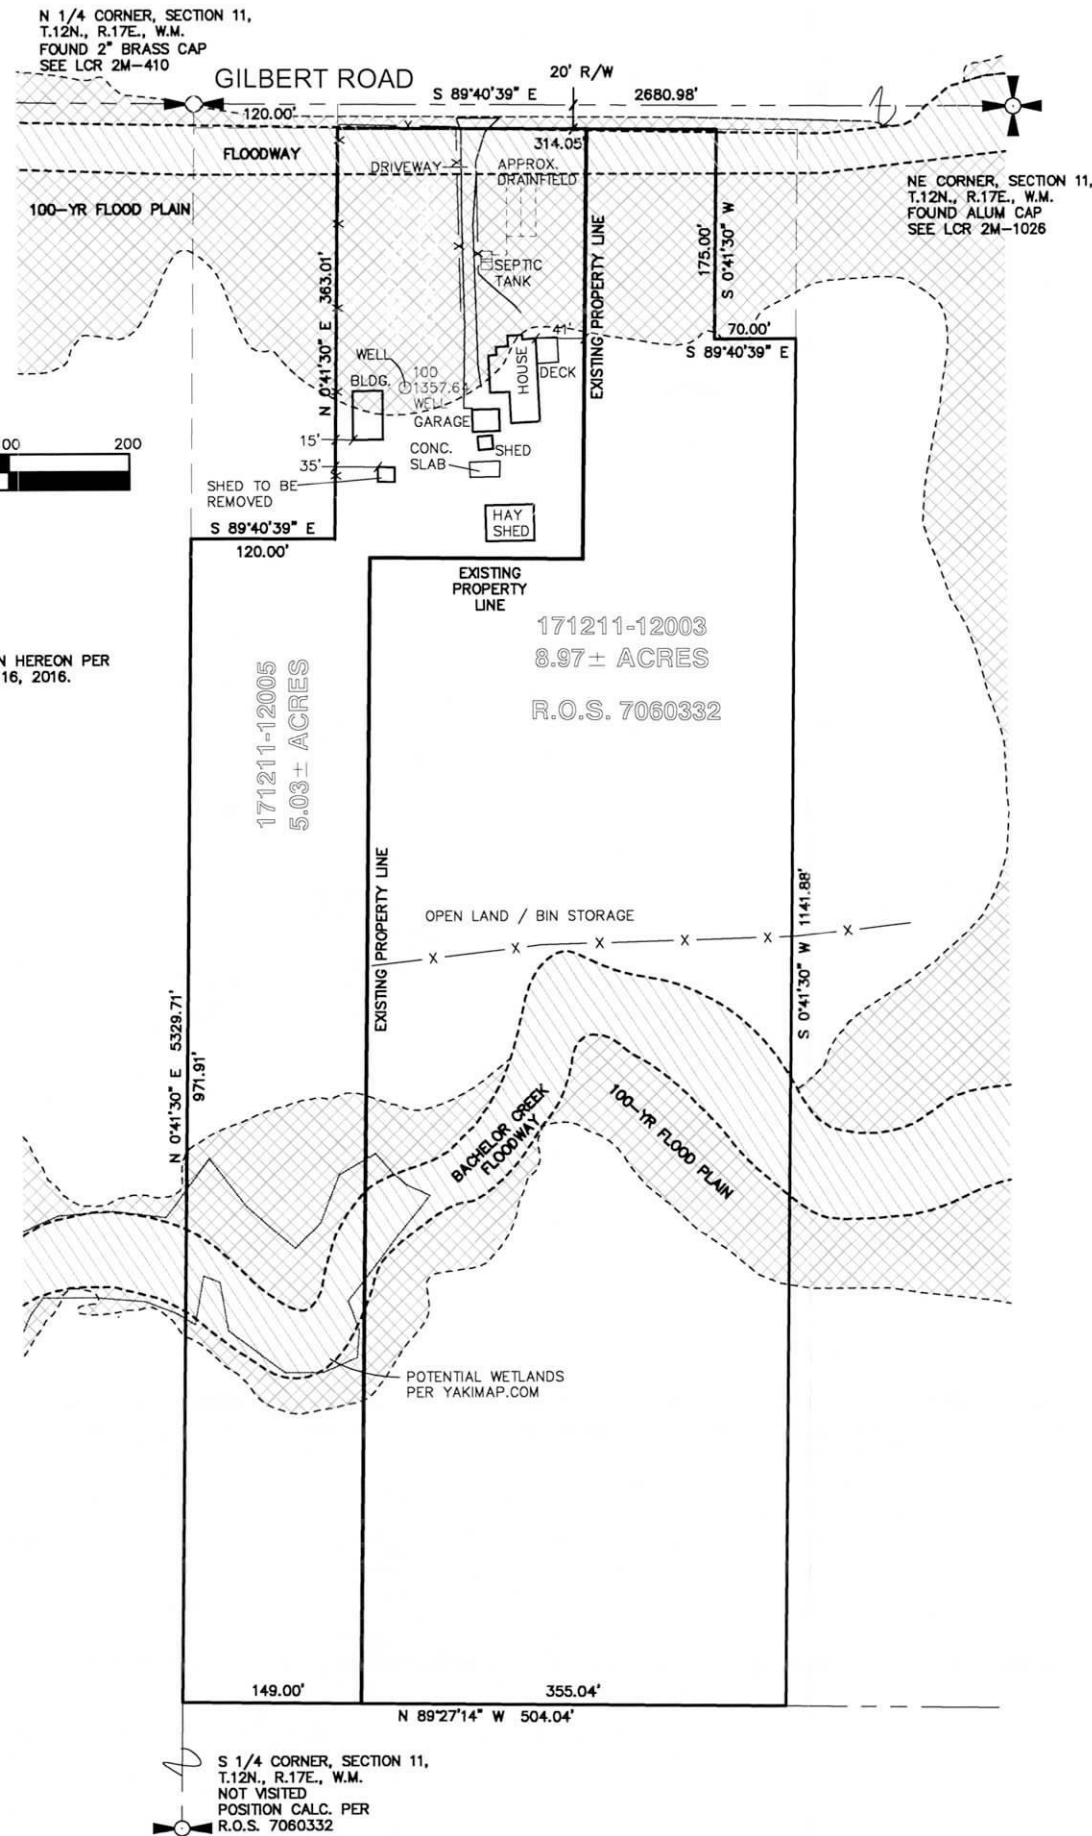 N 1/4 CORNER, SECTION 11,
T.12N., R.17E., W.M.
FOUND 2" BRASS CAP
SEE LCR 2M-410
GILBERT ROAD
20' R/W
S 89°40'39" E
2680.98'
120.00'
314.05'
FLOODWAY
DRIVEWAY
APPROX.
DRAINFIELD
NE CORNER, SECTION 11,
T.12N., R.17E., W.M.
FOUND ALUM CAP
SEE LCR 2M-1026
100-YR FLOOD PLAIN
N 0°41'30" E 363.01'
SEPTIC
TANK
EXISTING PROPERTY LINE
175.00'
S 0°41'30" W
70.00'
S 89°40'39" E
41'
WELL
BLDG.
100
1357.64
WELL
HOUSE
DECK
GARAGE
15'
CONC.
SLAB
SHED
35'
00
200
SHED TO BE
REMOVED
HAY
SHED
S 89°40'39" E
120.00'
EXISTING
PROPERTY
LINE
N HEREON PER
16, 2016.
171211-12005
5.03± ACRES
171211-12003
8.97± ACRES
R.O.S. 7060332
EXISTING PROPERTY LINE
OPEN LAND / BIN STORAGE
S 0°41'30" W 1141.88'
N 0°41'30" E 5329.71'
971.91'
BACHELOR CREEK
FLOODWAY
100-YR FLOOD PLAIN
POTENTIAL WETLANDS
PER YAKIMAP.COM
149.00'
355.04'
N 89°27'14" W 504.04'
S 1/4 CORNER, SECTION 11,
T.12N., R.17E., W.M.
NOT VISITED
POSITION CALC. PER
R.O.S. 7060332